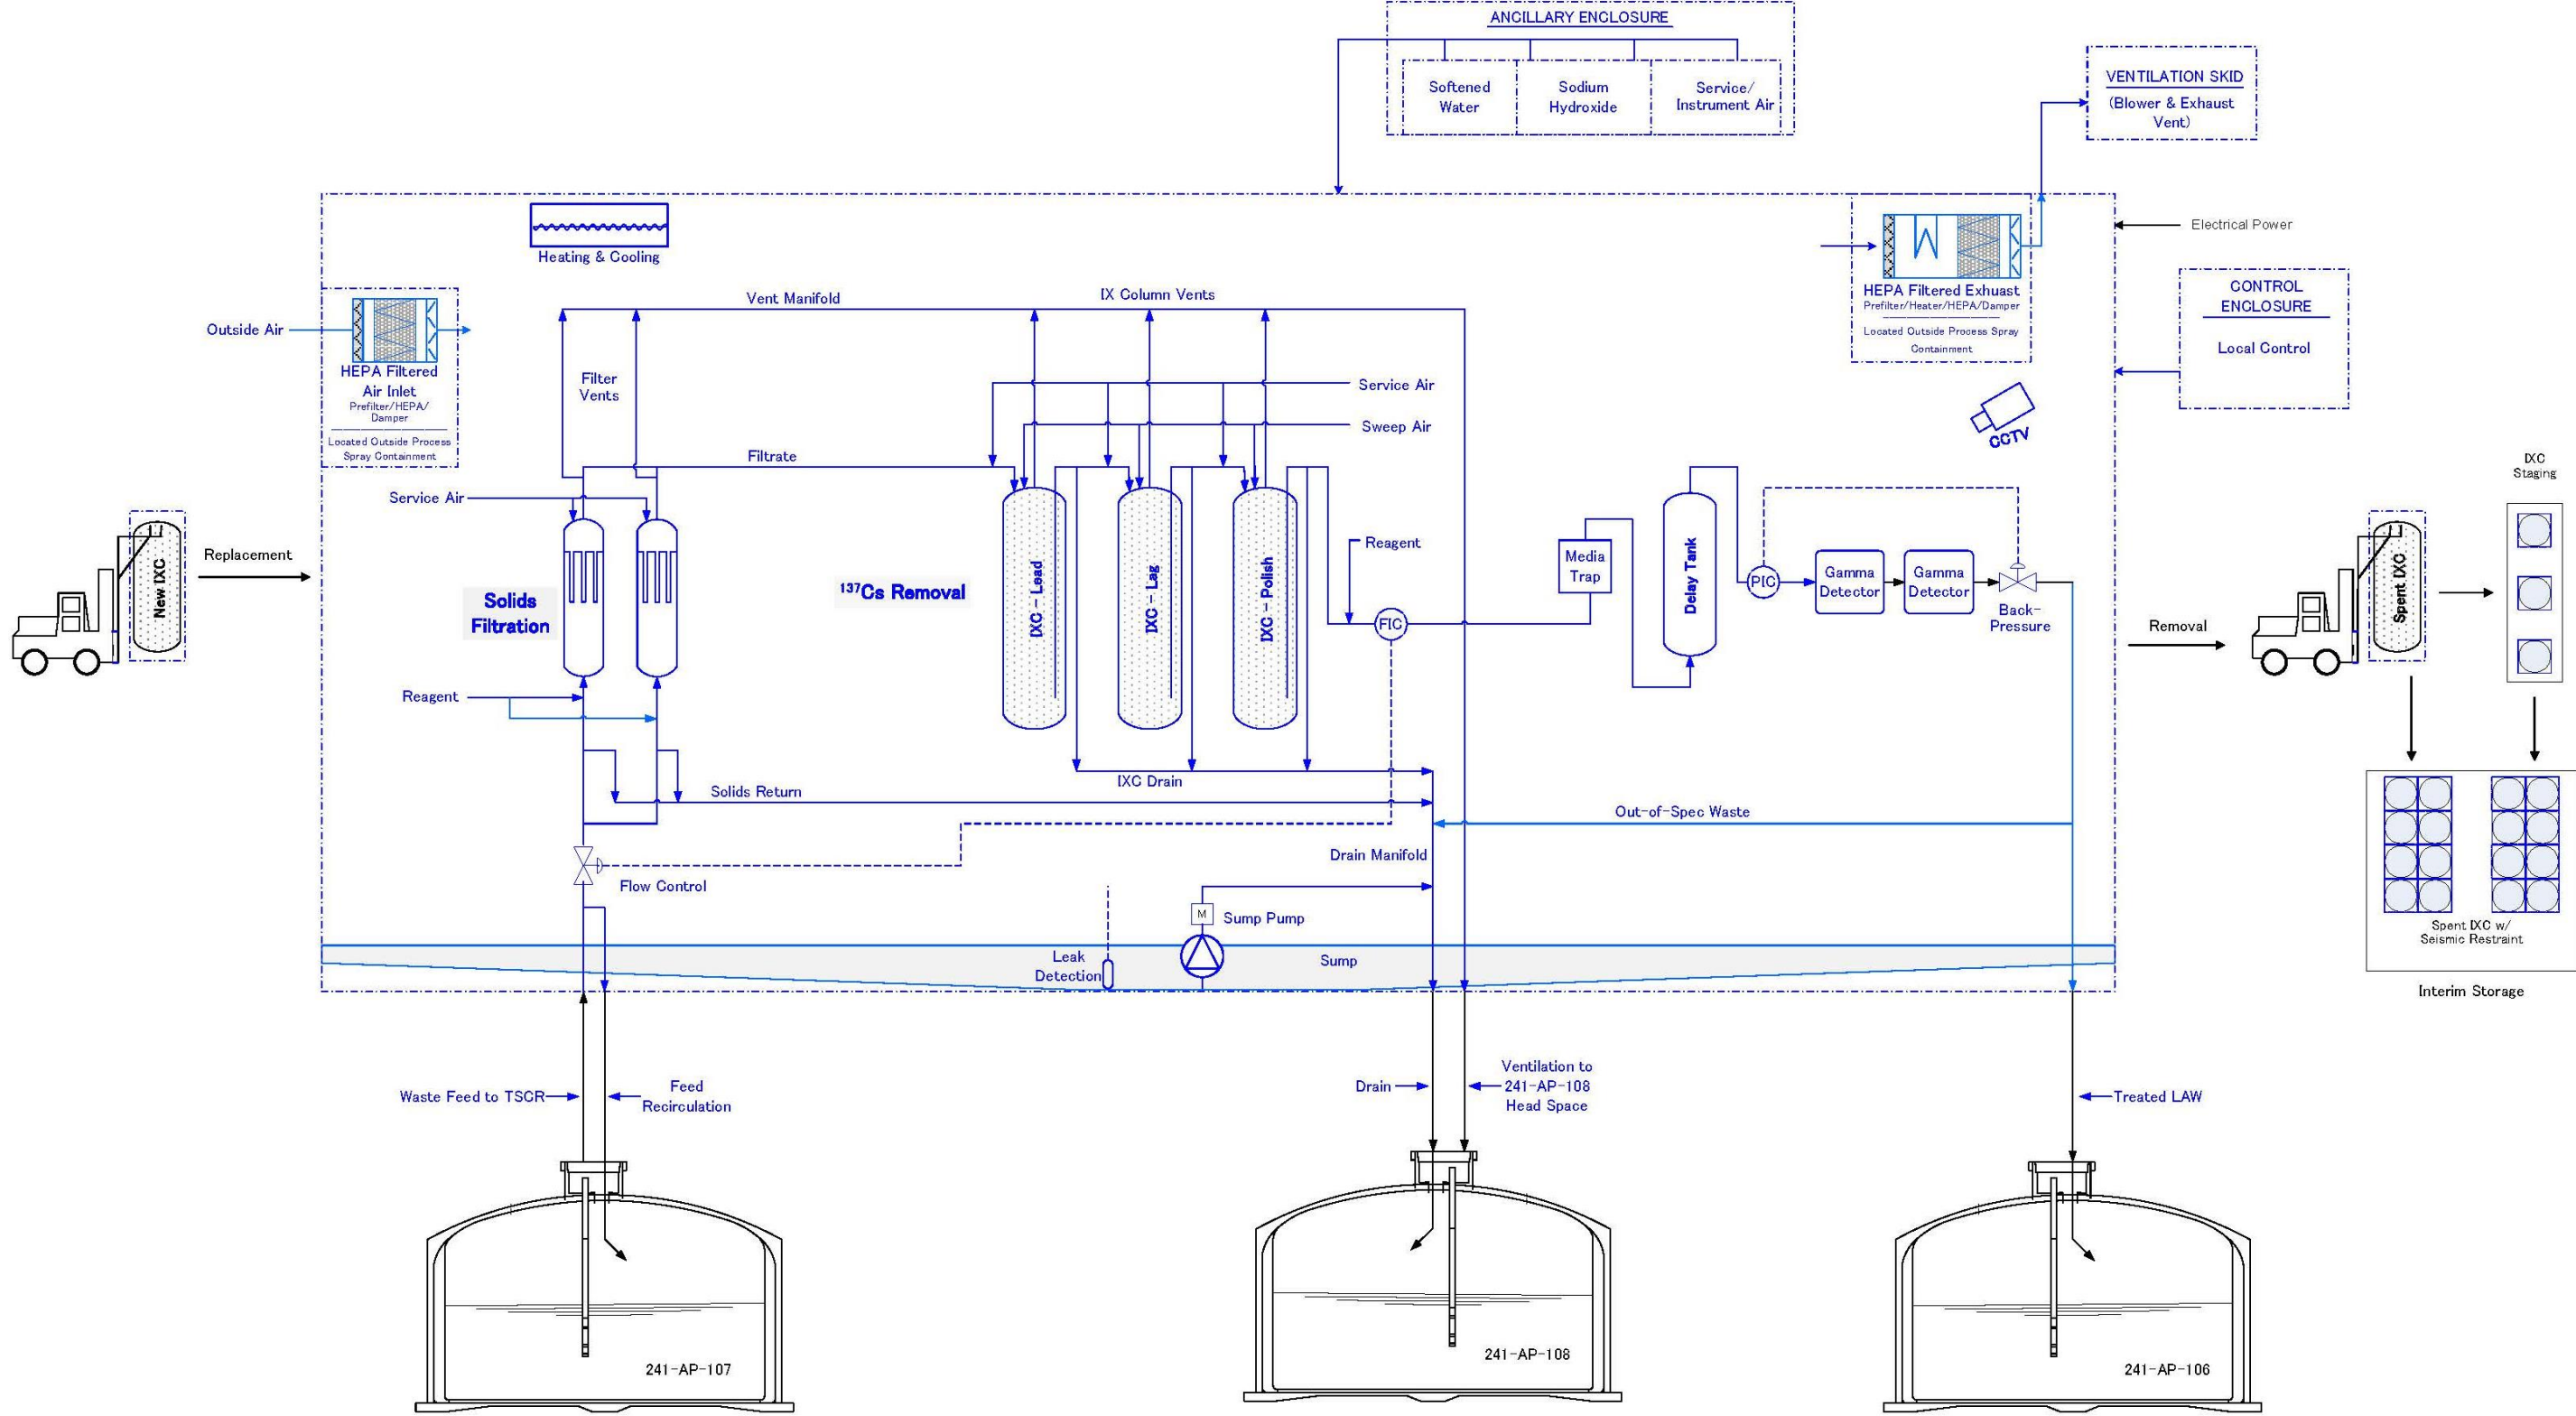 ANCILLARY ENCLOSURE
Softened
Water
Sodium
Hydroxide
Service/
Instrument Air
VENTILATION SKID
(Blower & Exhaust
Vent)
Heating & Cooling
Electrical Power
HEPA Filtered Exhuast
Prefilter/Heater/HEPA/Damper
Located Outside Process Spray
Containment
CONTROL
ENCLOSURE
Local Control
Outside Air
HEPA Filtered
Air Inlet
Prefilter/HEPA/
Damper
Located Outside Process
Spray Containment
Vent Manifold
IX Column Vents
Filter
Vents
Service Air
Sweep Air
CCTV
Filtrate
Service Air
IXC
Staging
New IXC
Replacement
Solids
Filtration
137Cs Removal
IXC - Lead
IXC - Lag
IXC - Polish
Reagent
FIC
Media
Trap
Delay Tank
PIC
Gamma
Detector
Gamma
Detector
Back-
Pressure
Removal
Spent IXC
Reagent
IXC Drain
Solids Return
Out-of-Spec Waste
Drain Manifold
Flow Control
M
Sump Pump
Leak
Detection
Sump
Spent IXC w/
Seismic Restraint
Interim Storage
Waste Feed to TSCR
Feed
Recirculation
Drain
Ventilation to
241-AP-108
Head Space
Treated LAW
241-AP-107
241-AP-108
241-AP-106